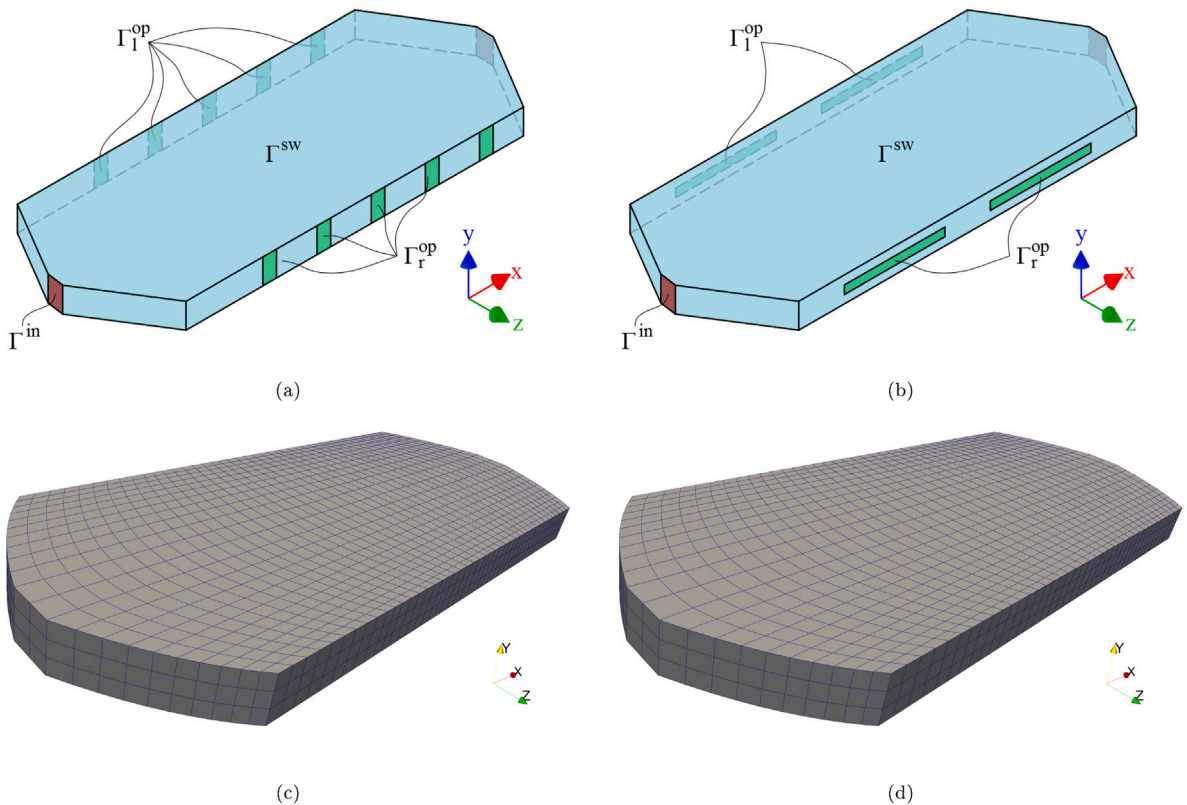 Γ_l^op
Γ^sw
Γ_r^op
Γ^in
y
x
z
(a)
Γ_l^op
Γ^sw
Γ_r^op
Γ^in
y
x
z
(b)
Y
X
Z
(c)
Y
X
Z
(d)